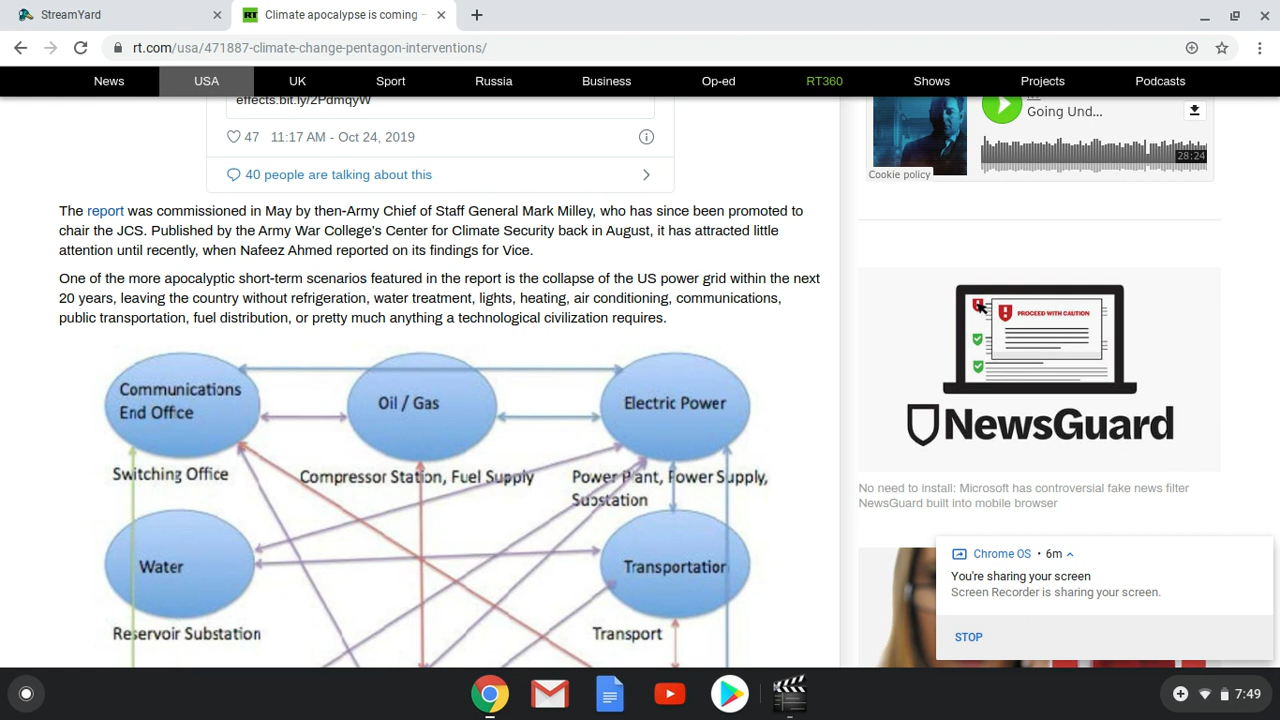 StreamYard
RT
Climate apocalypse is coming –
rt.com/usa/471887-climate-change-pentagon-interventions/
News
USA
UK
Sport
Russia
Business
Op-ed
RT360
Shows
Projects
Podcasts
effects.bit.ly/2PdmqyW
47 11:17 AM - Oct 24, 2019
40 people are talking about this
The report was commissioned in May by then-Army Chief of Staff General Mark Milley, who has since been promoted to
chair the JCS. Published by the Army War College's Center for Climate Security back in August, it has attracted little
attention until recently, when Nafeez Ahmed reported on its findings for Vice.
One of the more apocalyptic short-term scenarios featured in the report is the collapse of the US power grid within the next
20 years, leaving the country without refrigeration, water treatment, lights, heating, air conditioning, communications,
public transportation, fuel distribution, or pretty much anything a technological civilization requires.
Communications
End Office
Oil / Gas
Electric Power
Switching Office
Compressor Station, Fuel Supply
Power Plant, Power Supply,
Substation
Water
Transportation
Reservoir Substation
Transport
Going Und...
28:24
Cookie policy
PROCEED WITH CAUTION
NewsGuard
No need to install: Microsoft has controversial fake news filter
NewsGuard built into mobile browser
Chrome OS • 6m
You're sharing your screen
Screen Recorder is sharing your screen.
STOP
7:49